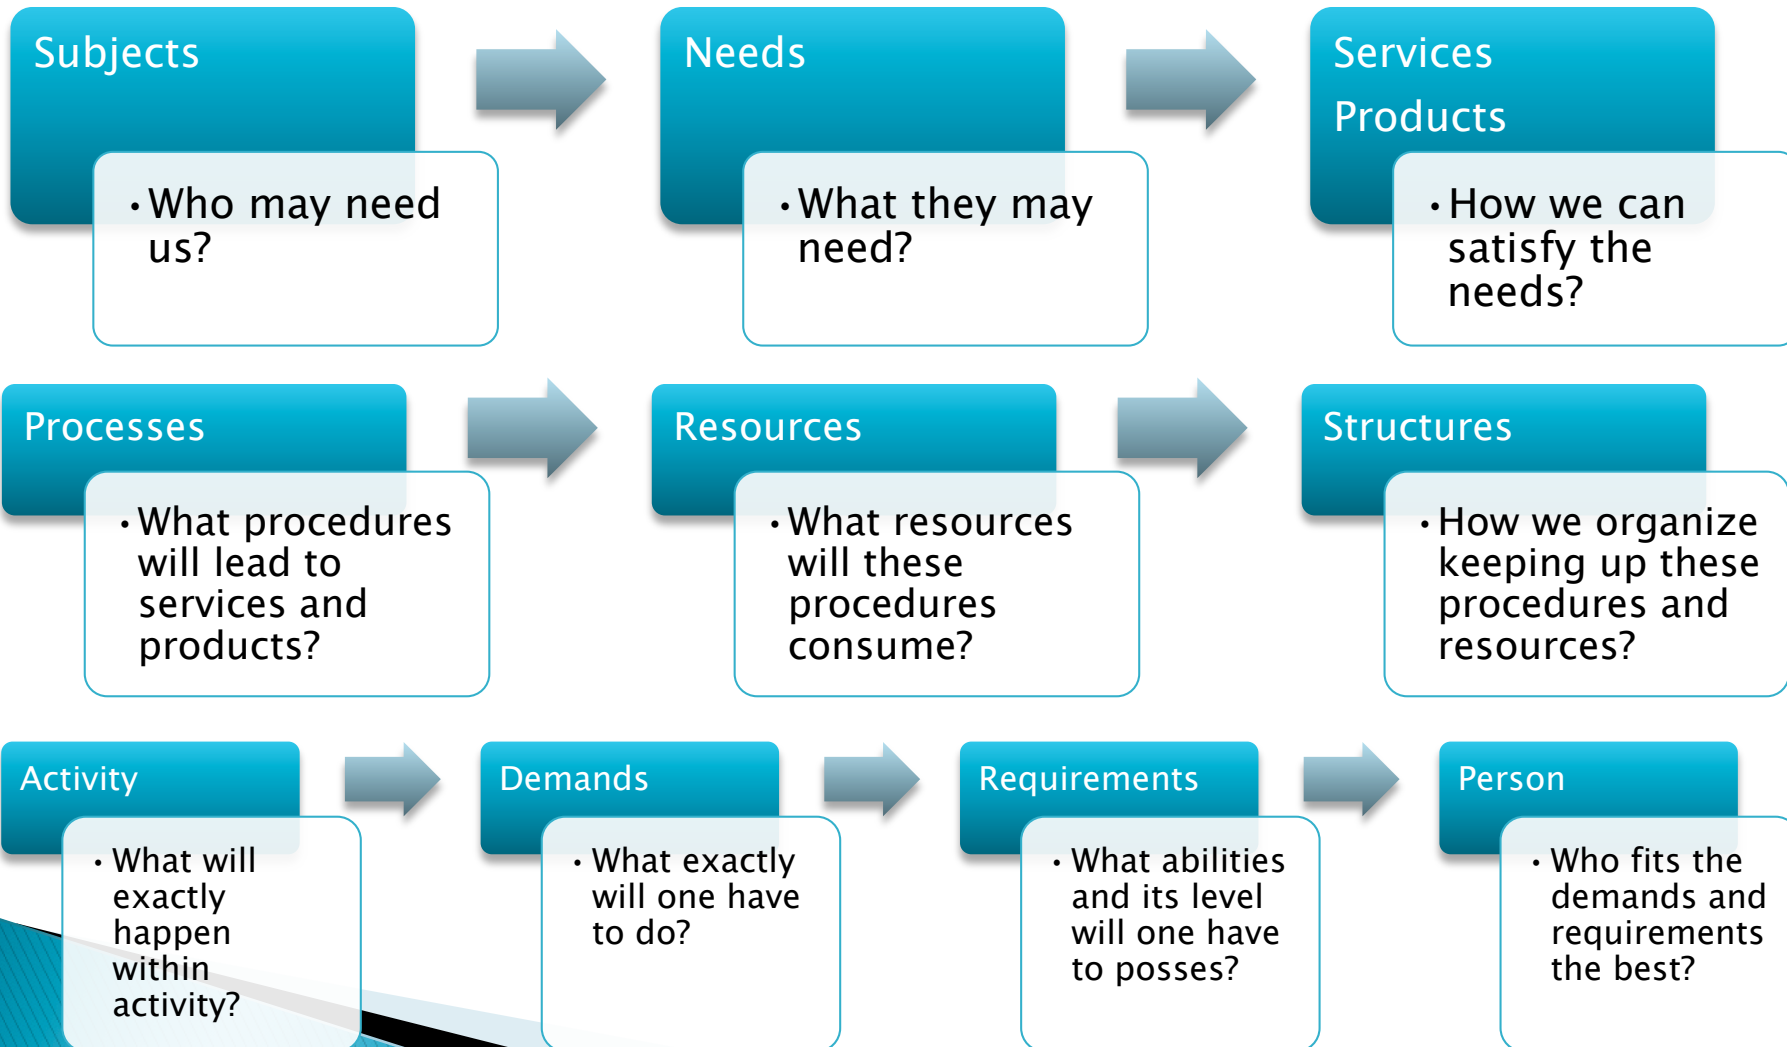 Subjects
• Who may need
us?
Needs
• What they may
need?
Services
Products
• How we can
satisfy the
needs?
Processes
• What procedures
will lead to
services and
products?
Resources
• What resources
will these
procedures
consume?
Structures
• How we organize
keeping up these
procedures and
resources?
Activity
• What will
exactly
happen
within
activity?
Demands
• What exactly
will one have
to do?
Requirements
• What abilities
and its level
will one have
to posses?
Person
• Who fits the
demands and
requirements
the best?